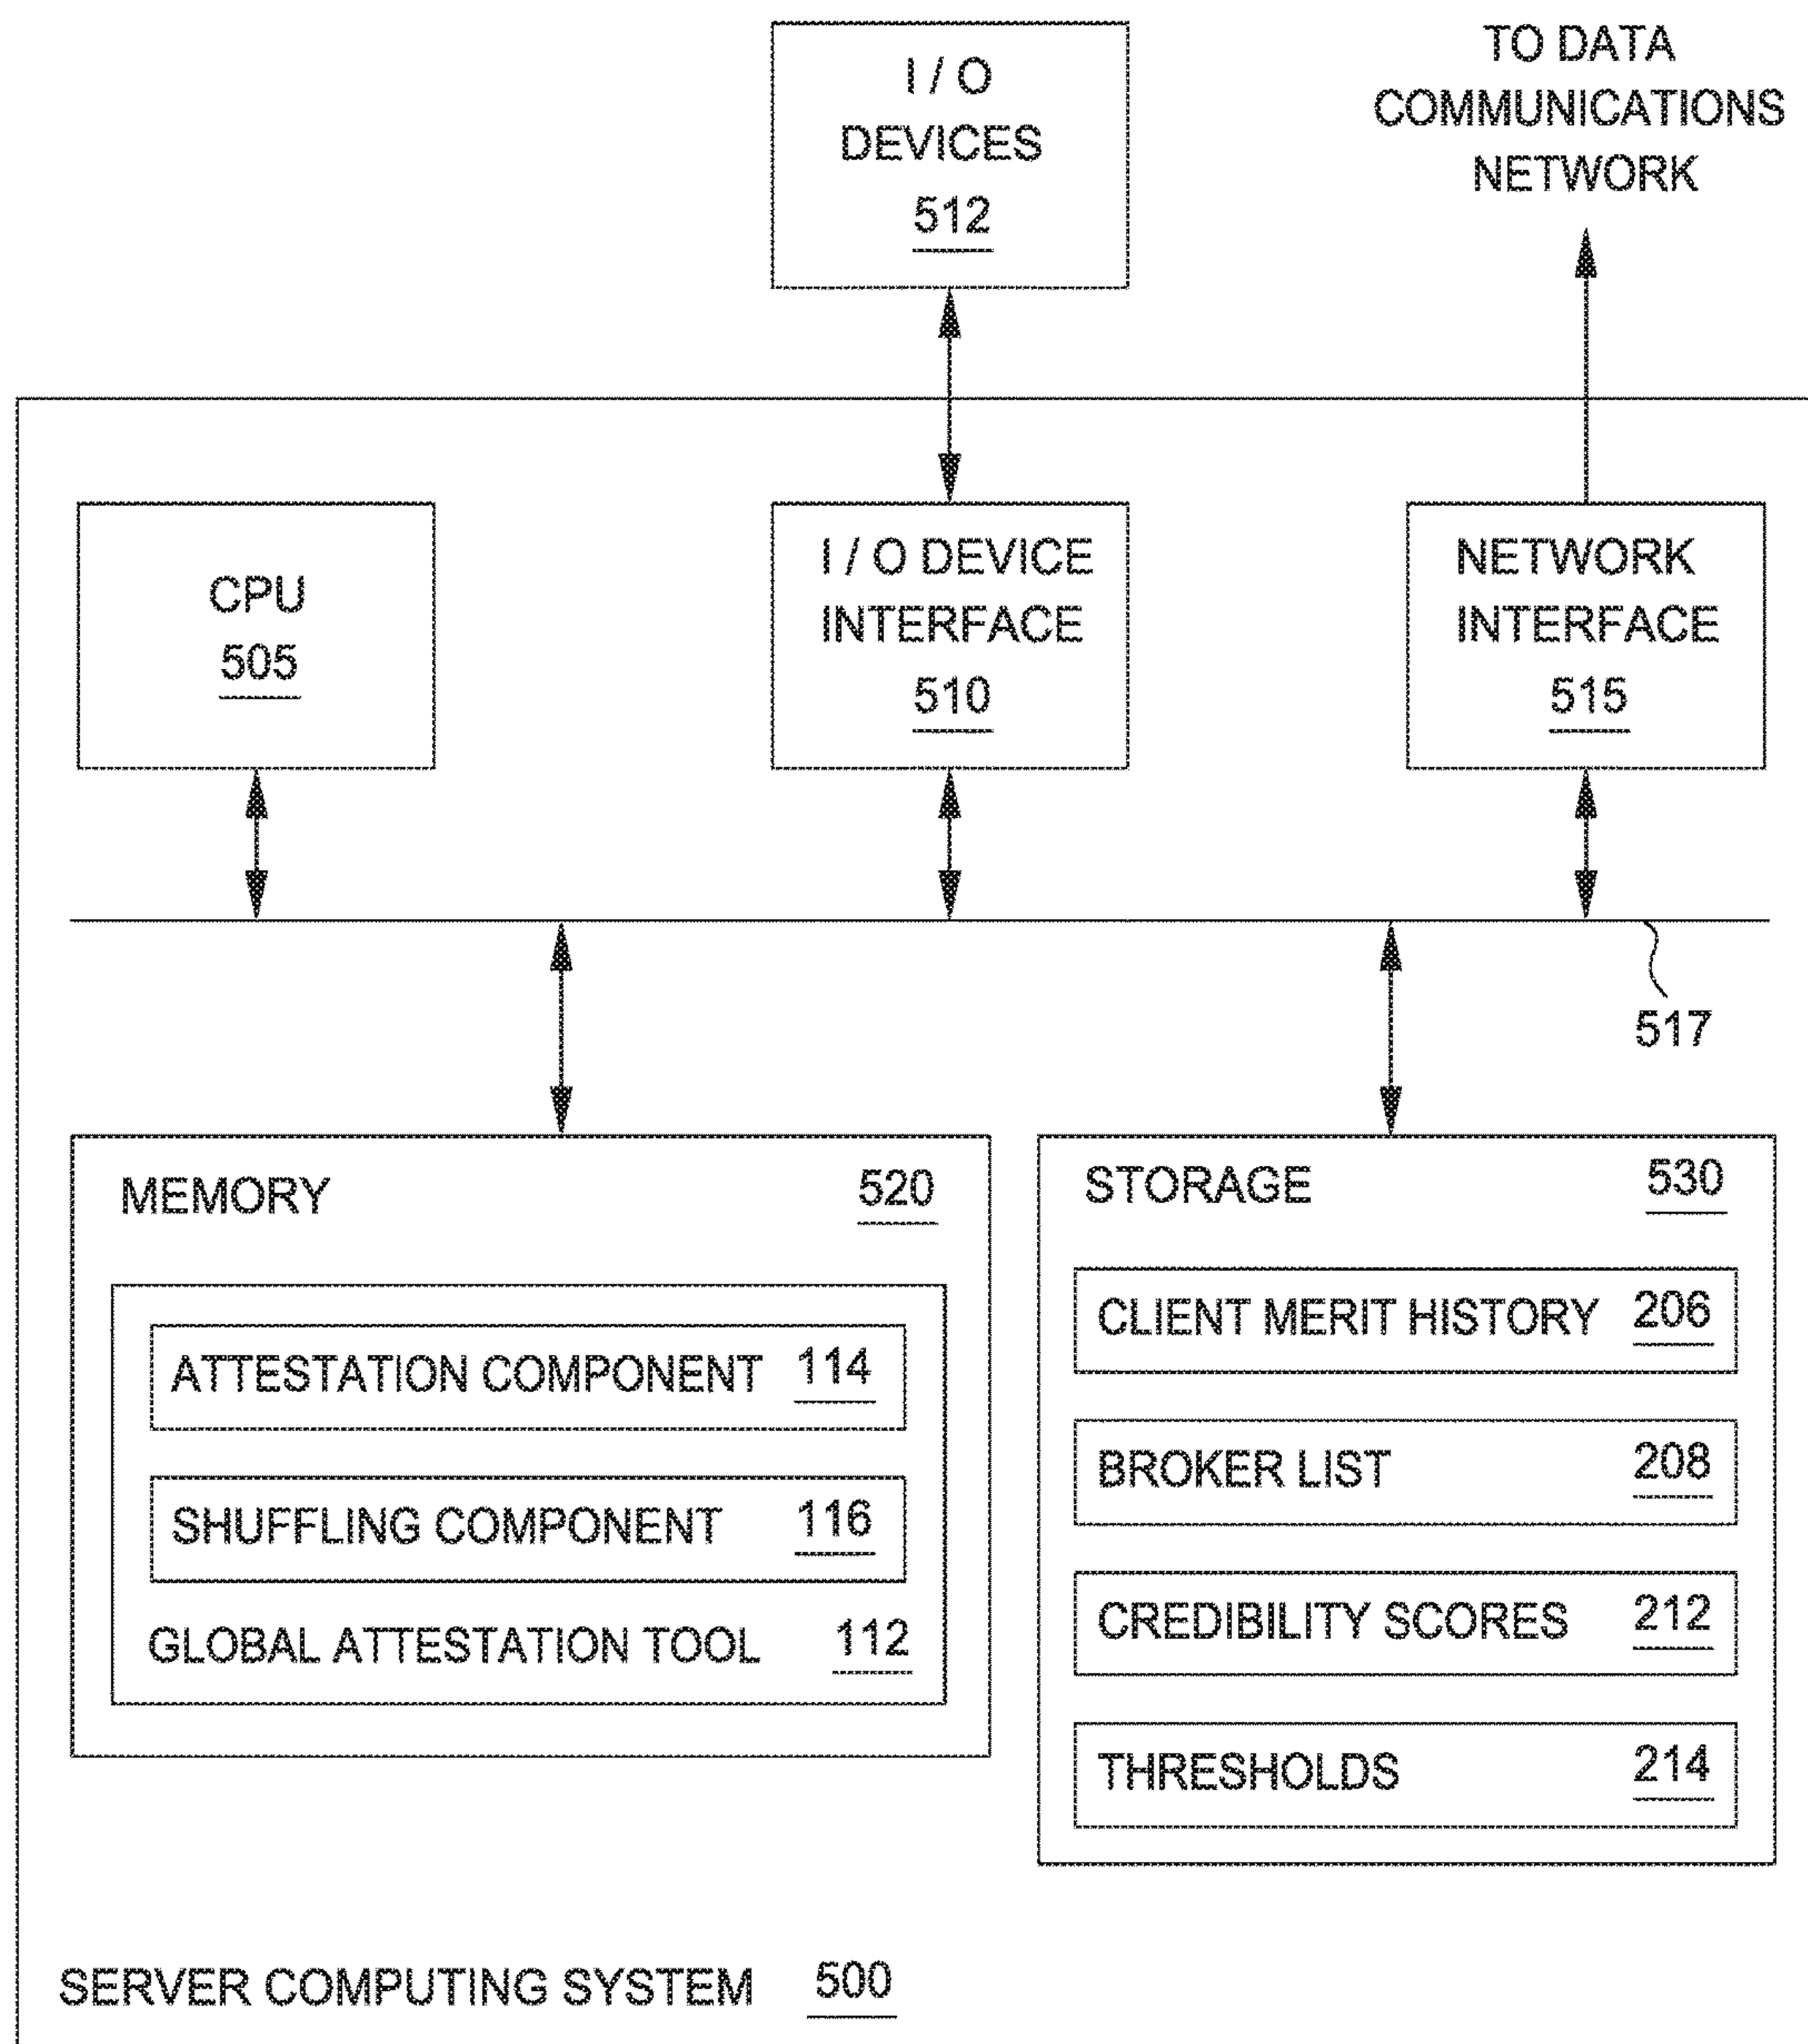 I / O
DEVICES
512
TO DATA
COMMUNICATIONS
NETWORK
CPU
505
I / O DEVICE
INTERFACE
510
NETWORK
INTERFACE
515
517
MEMORY 520
ATTESTATION COMPONENT 114
SHUFFLING COMPONENT 116
GLOBAL ATTESTATION TOOL 112
STORAGE 530
CLIENT MERIT HISTORY 206
BROKER LIST 208
CREDIBILITY SCORES 212
THRESHOLDS 214
SERVER COMPUTING SYSTEM 500